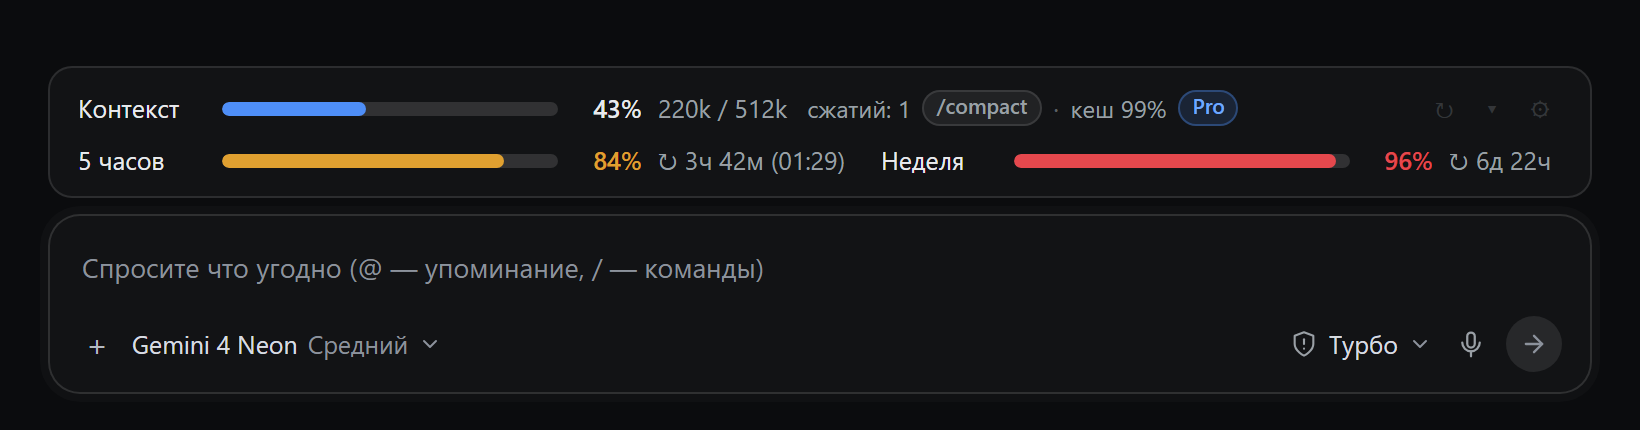 Контекст 43% 220k / 512k сжатий: 1 /compact · кеш 99% Pro
5 часов 84% ↻ 3ч 42м (01:29) Неделя 96% ↻ 6д 22ч
Спросите что угодно (@ — упоминание, / — команды)
+ Gemini 4 Neon Средний Турбо